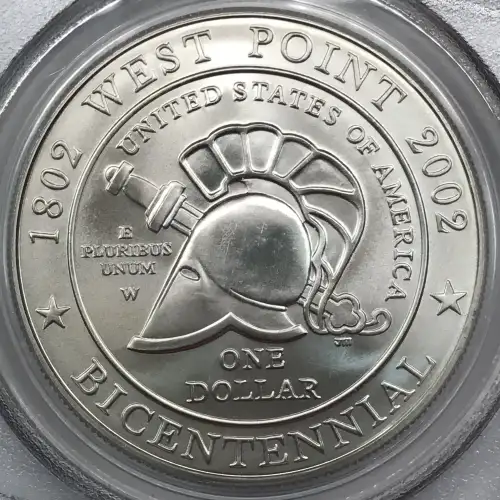 1802 WEST POINT 2002
UNITED STATES OF AMERICA
E
PLURIBUS
UNUM
W
ONE
DOLLAR
BICENTENNIAL